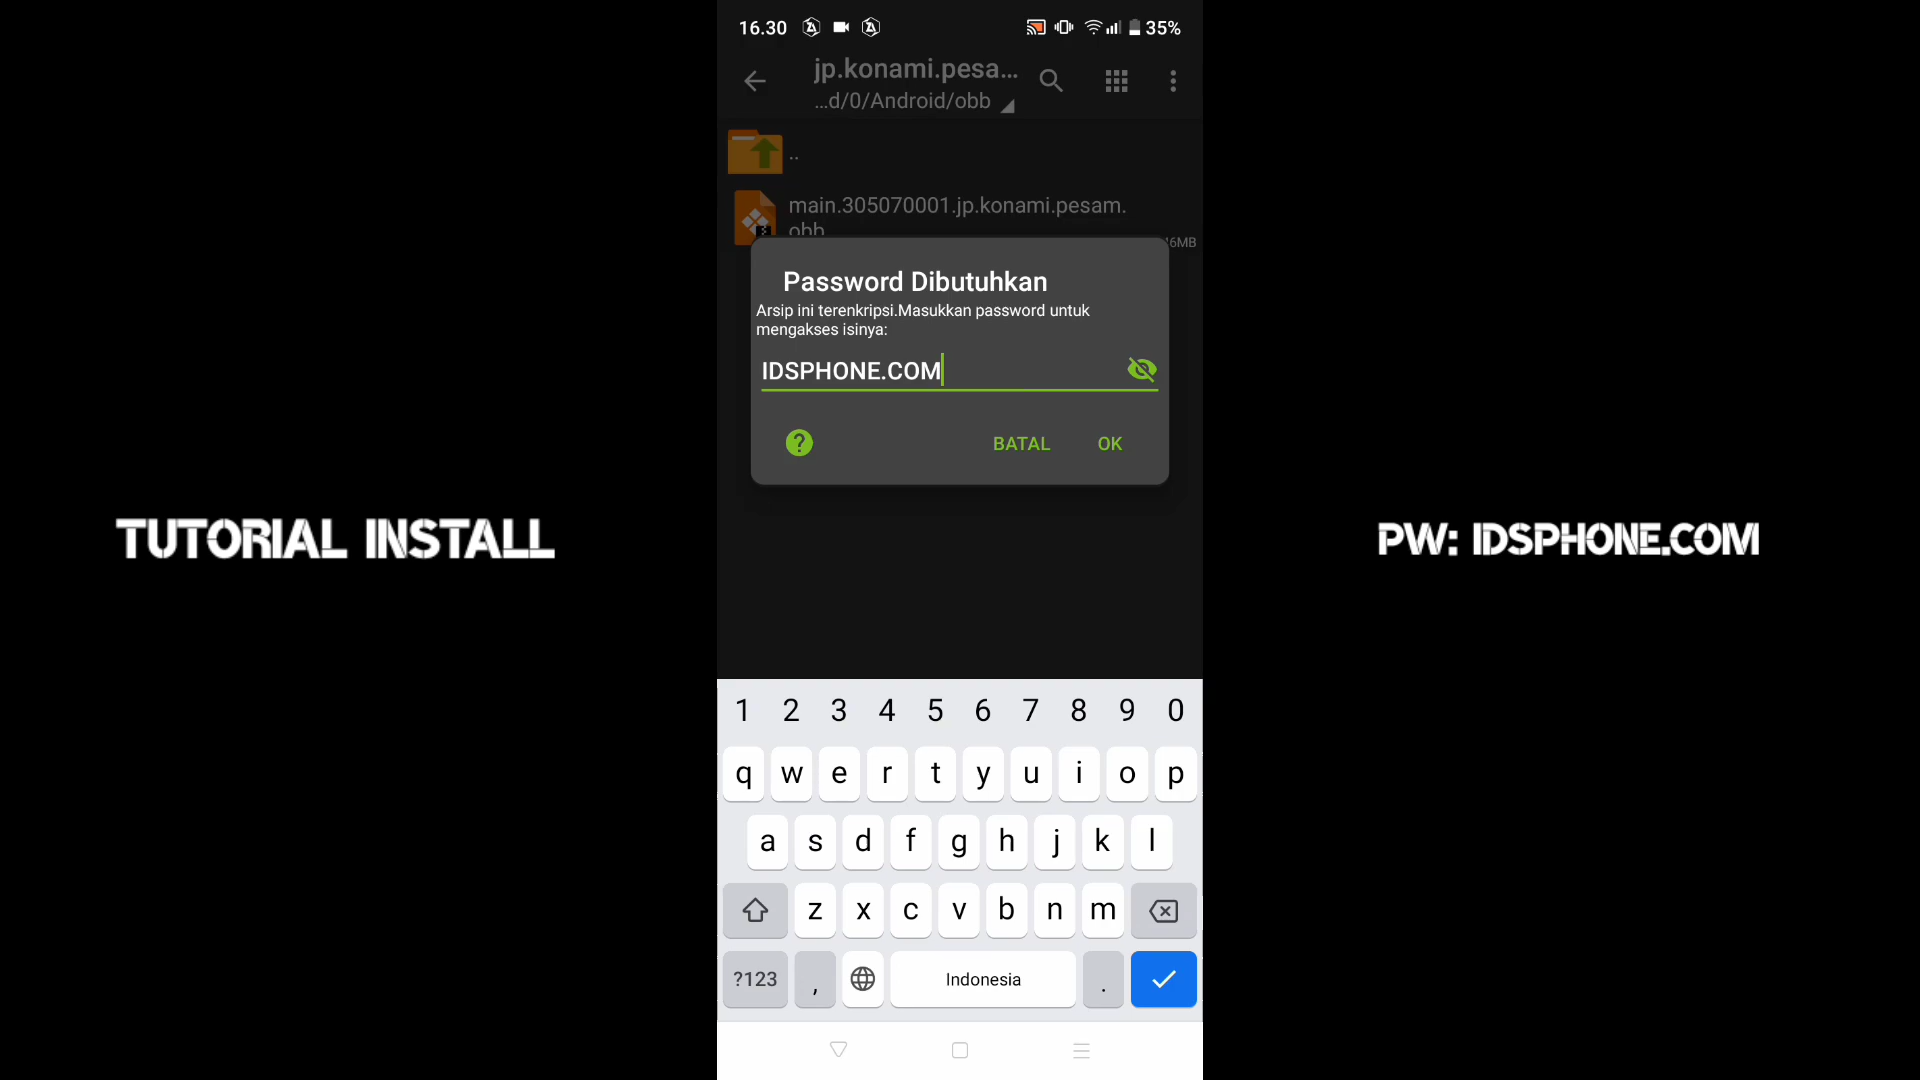 16.30
35%
jp.konami.pesa...
...d/0/Android/obb
..
main.305070001.jp.konami.pesam.
obb
Password Dibutuhkan
Arsip ini terenkripsi.Masukkan password untuk
mengakses isinya:
IDSPHONE.COM
? BATAL OK
TUTORIAL INSTALL
PW: IDSPHONE.COM
1 2 3 4 5 6 7 8 9 0
q w e r t y u i o p
a s d f g h j k l
z x c v b n m
?123 , Indonesia .